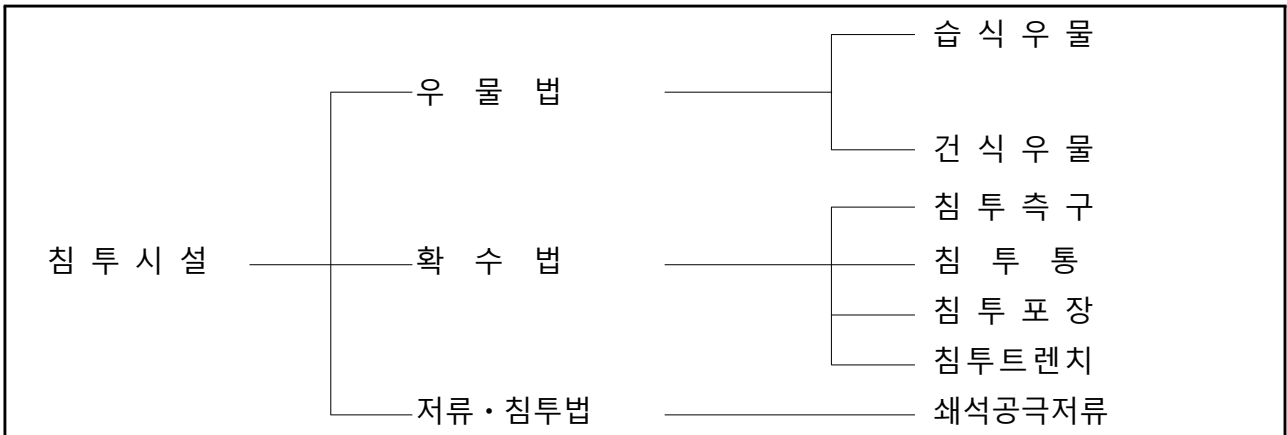 습식우물
우물법
건식우물
침투측구
침투시설
확수법
침투통
침투포장
침투트렌치
저류·침투법
쇄석공극저류